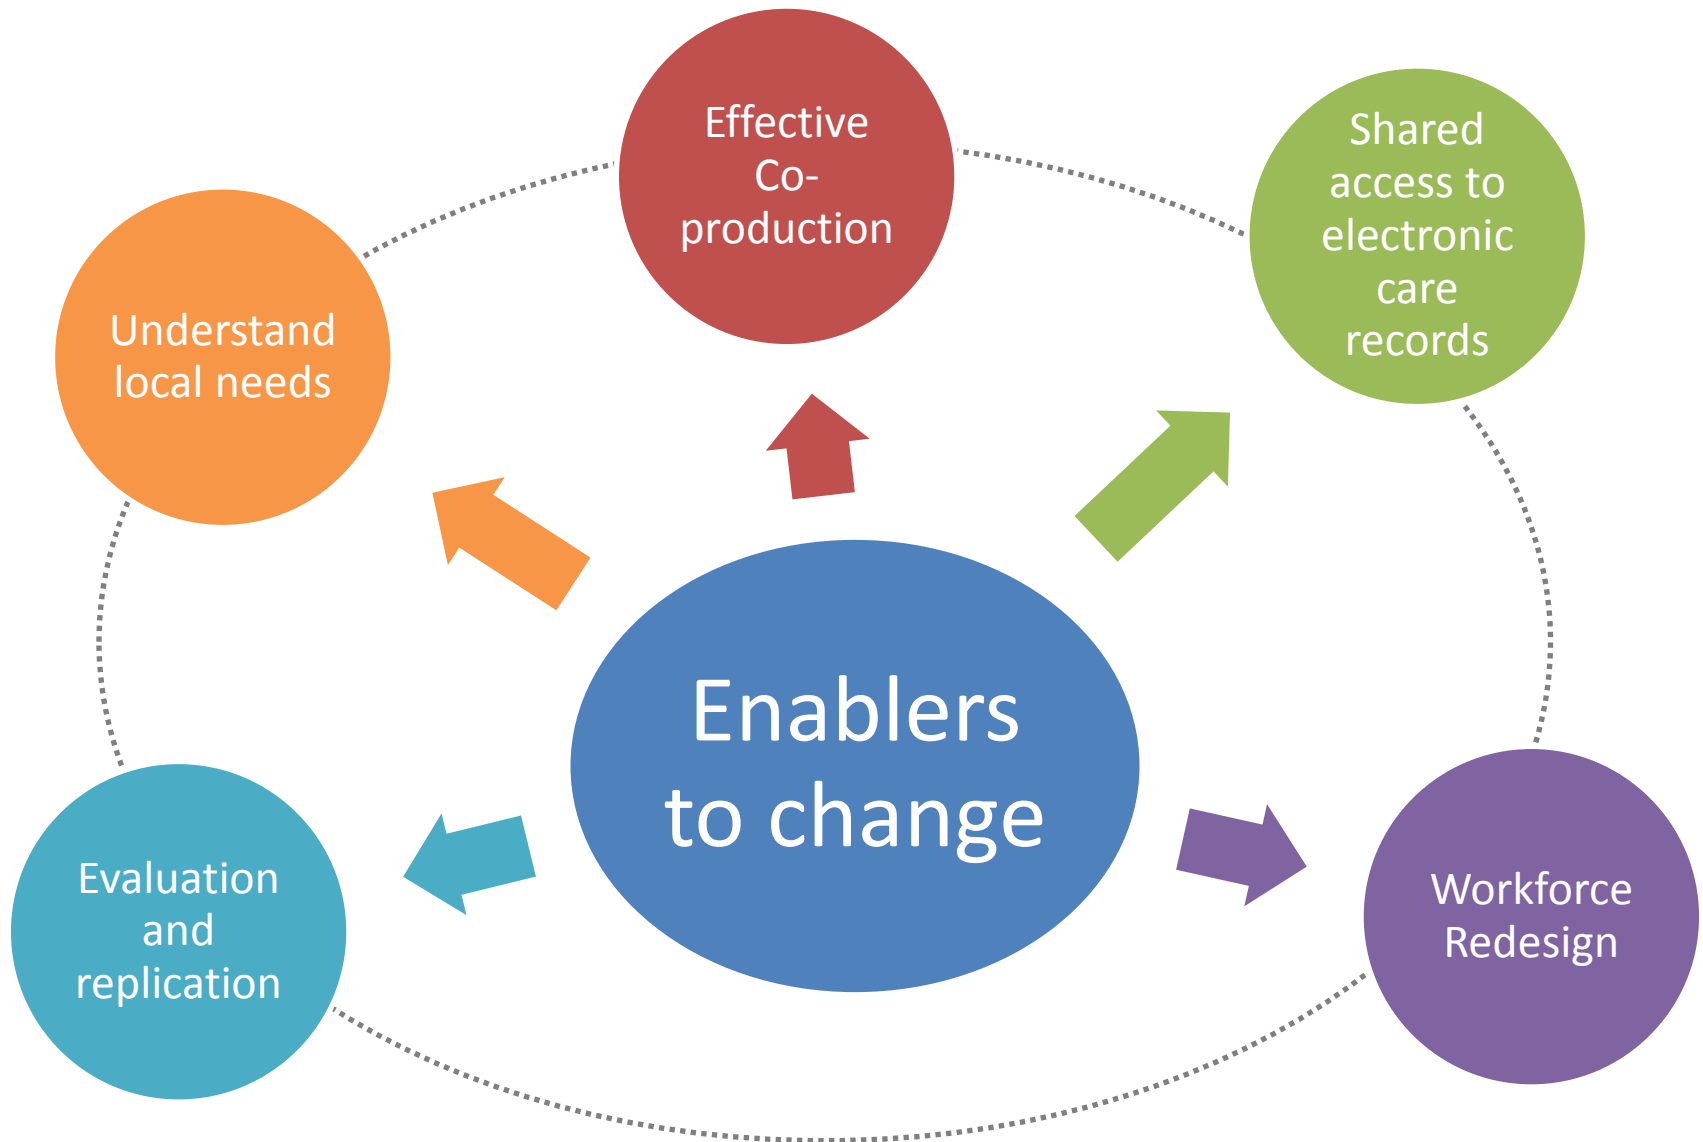 Effective
Co-
production
Shared
access to
electronic
care
records
Understand
local needs
Enablers
to change
Evaluation
and
replication
Workforce
Redesign